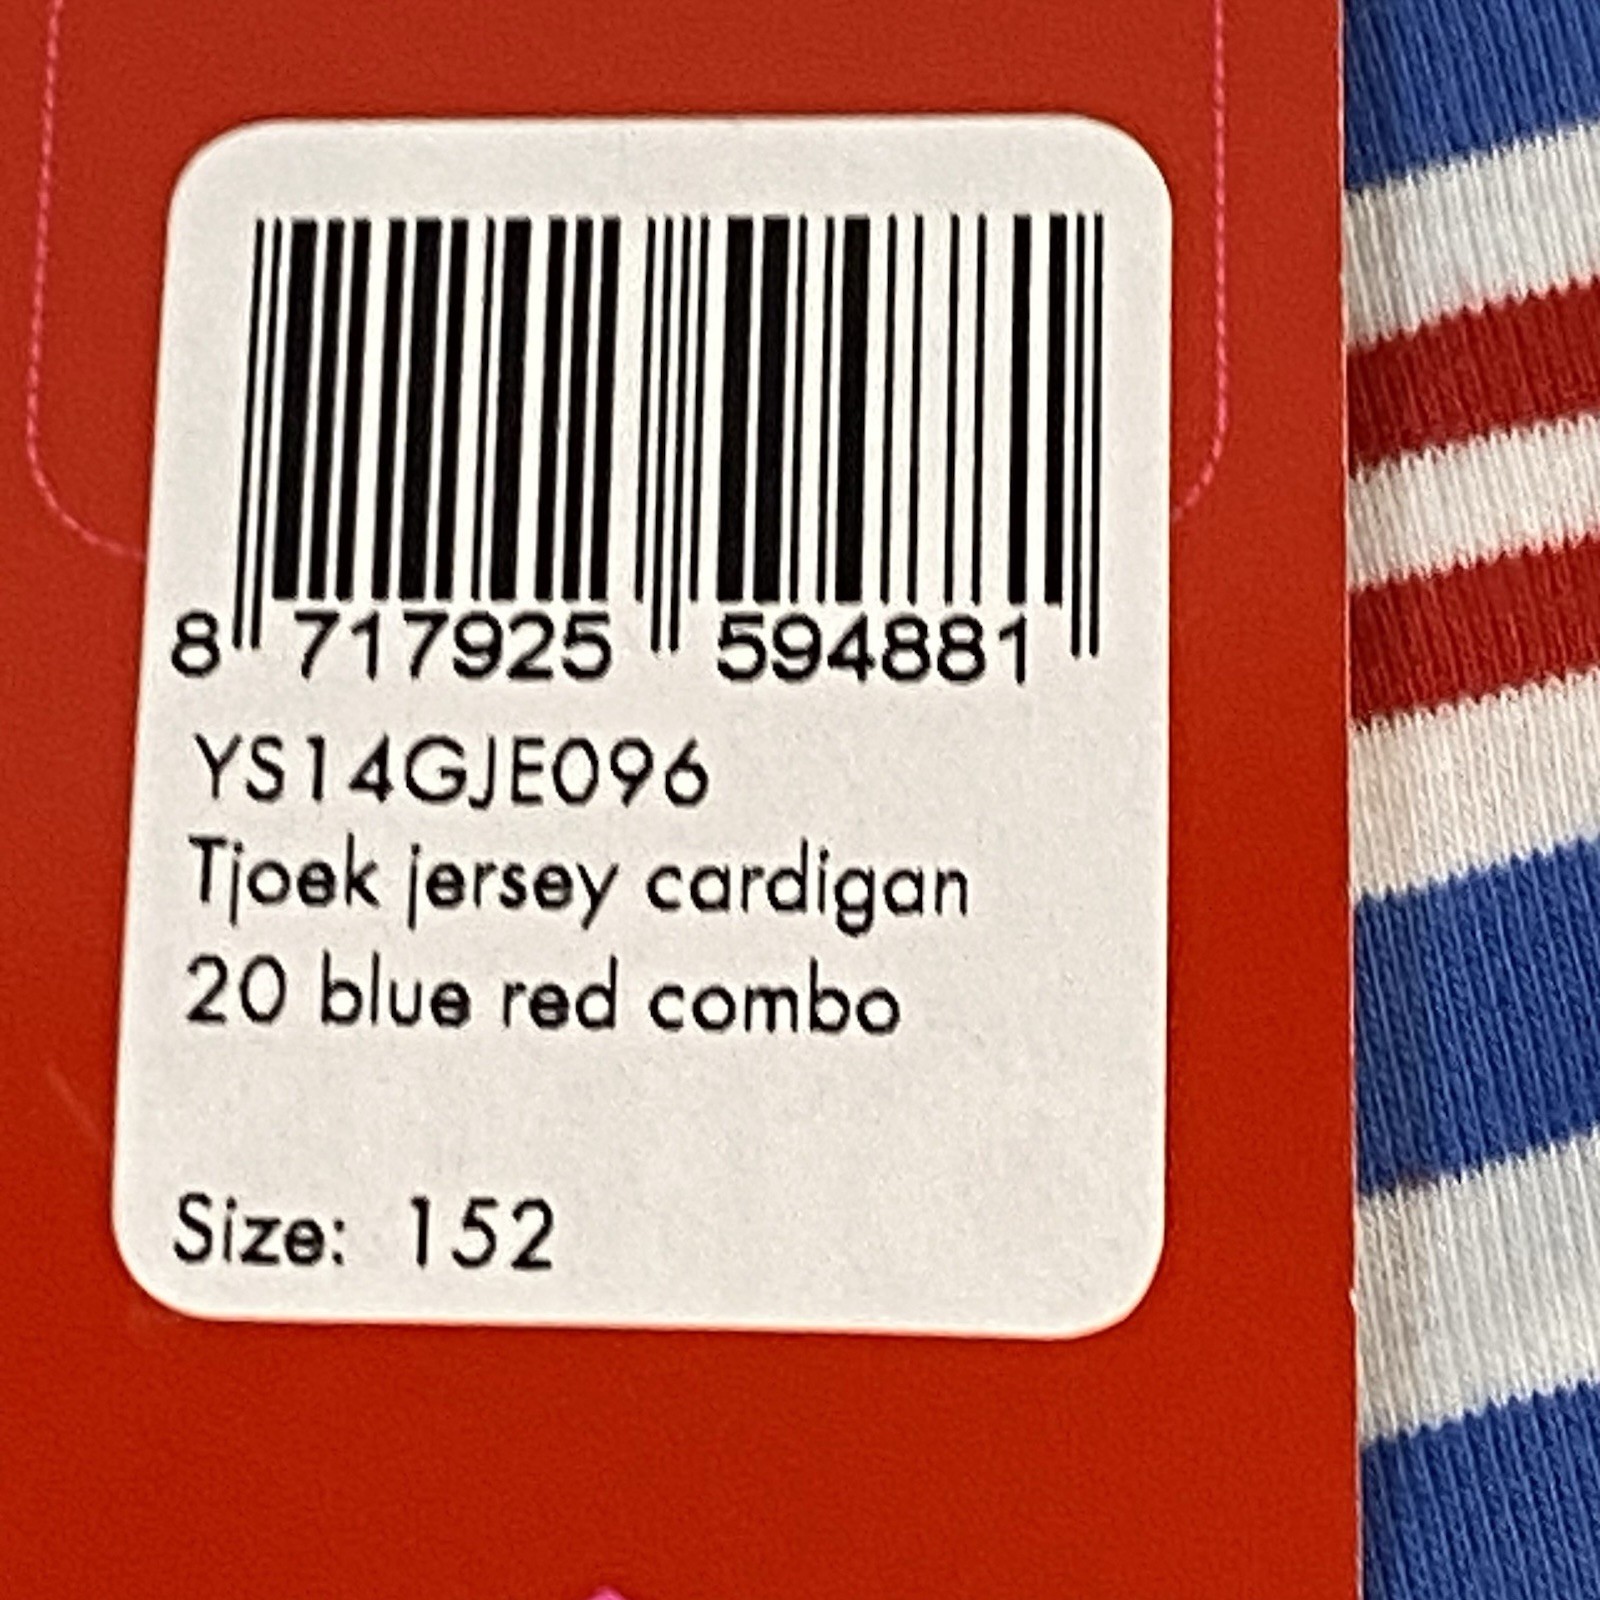 8 717925 594881
YS14GJE096
Tjoek jersey cardigan
20 blue red combo
Size: 152